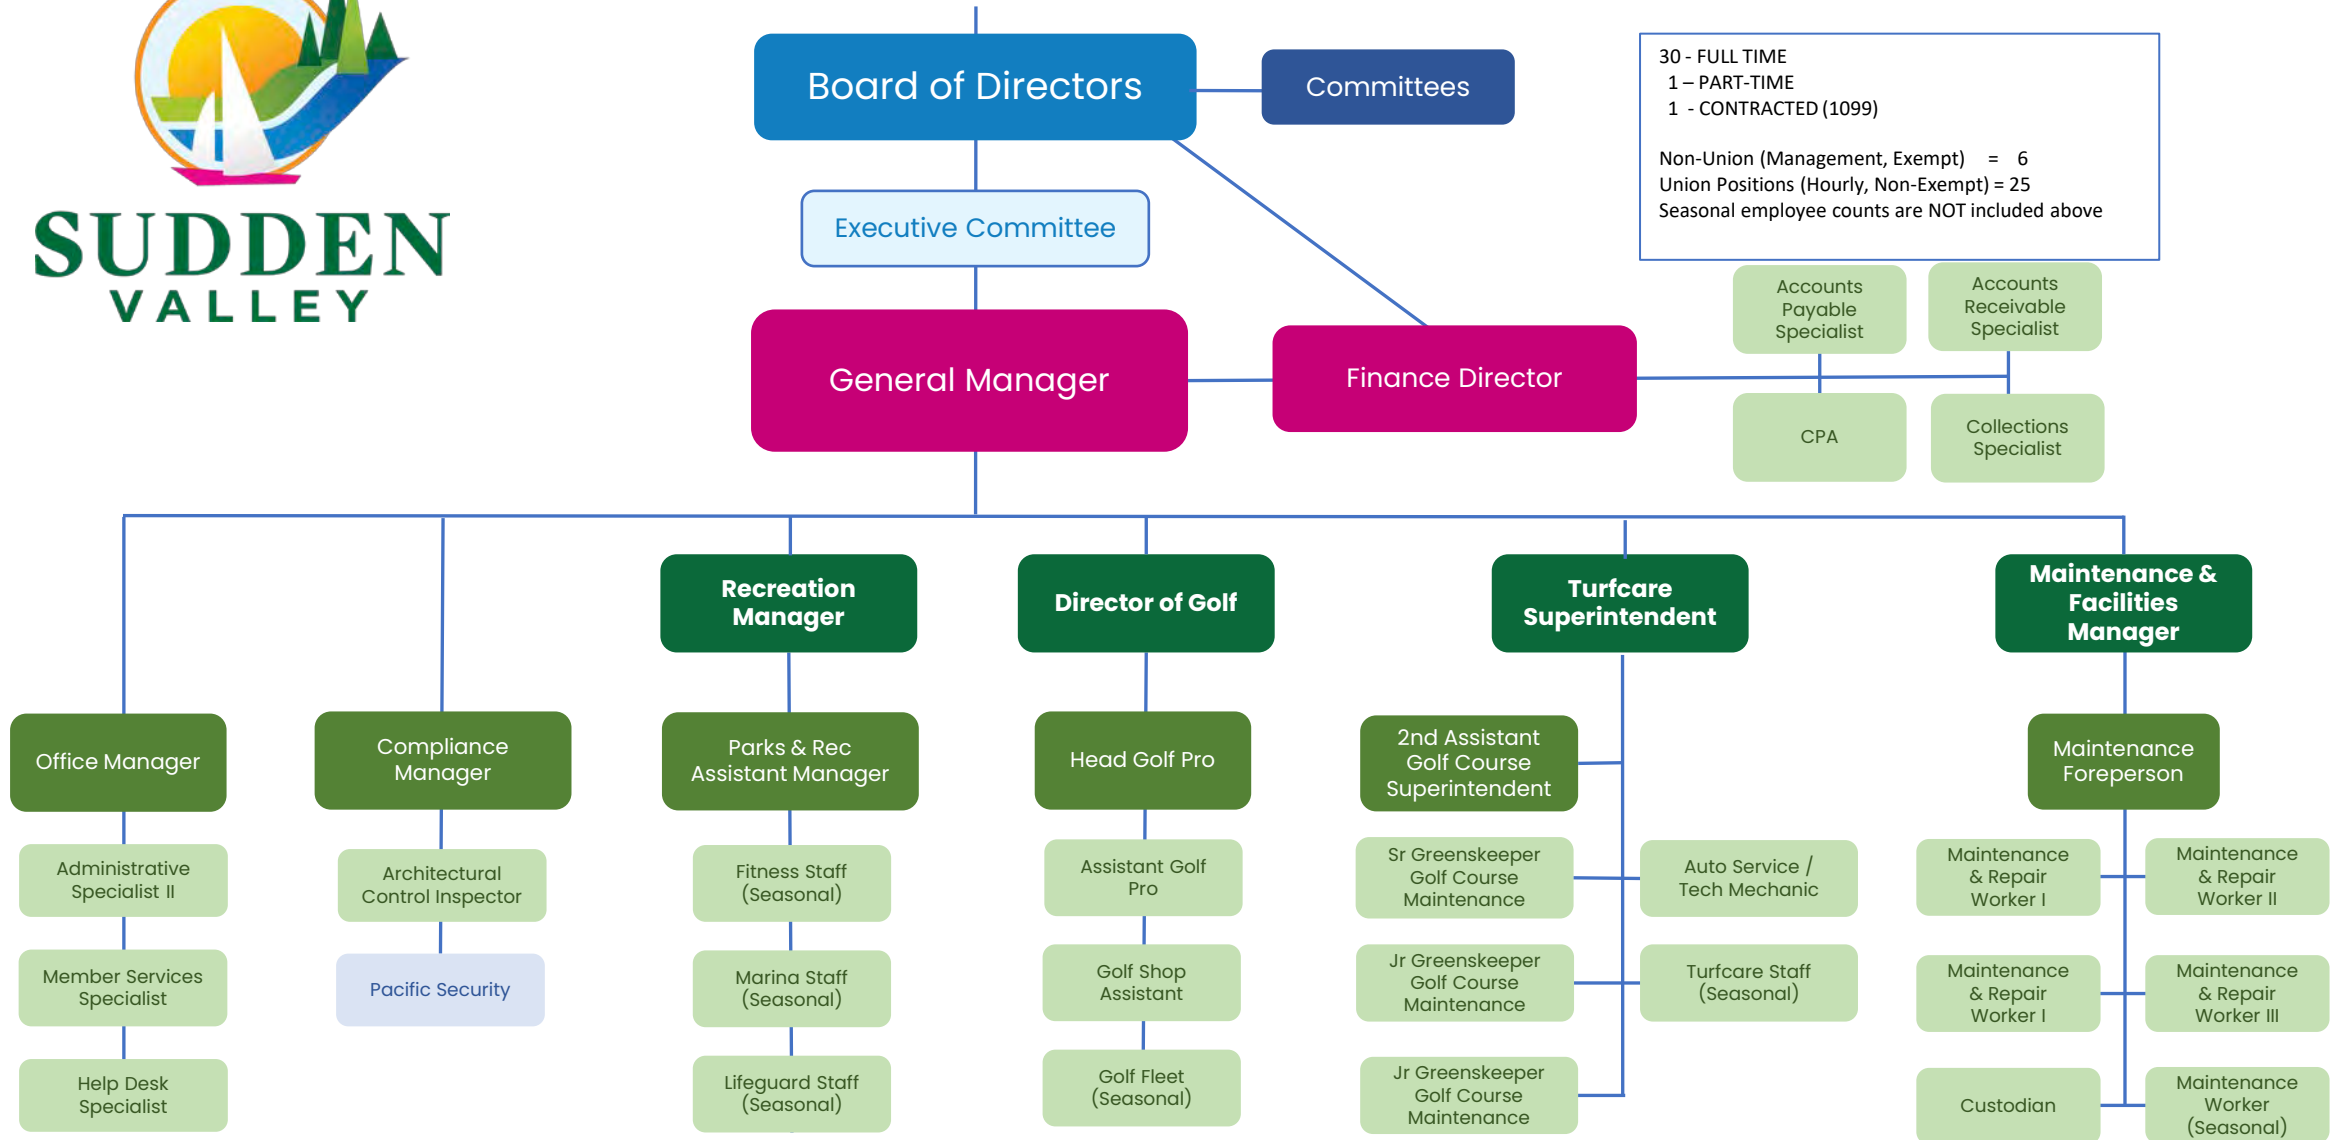 SUDDEN
VALLEY
Board of Directors
Committees
30 - FULL TIME
1 – PART-TIME
1 - CONTRACTED (1099)
Non-Union (Management, Exempt) = 6
Union Positions (Hourly, Non-Exempt) = 25
Seasonal employee counts are NOT included above
Executive Committee
General Manager
Finance Director
Accounts
Payable
Specialist
Accounts
Receivable
Specialist
CPA
Collections
Specialist
Recreation
Manager
Director of Golf
Turfcare
Superintendent
Maintenance &
Facilities
Manager
Office Manager
Compliance
Manager
Parks & Rec
Assistant Manager
Head Golf Pro
2nd Assistant
Golf Course
Superintendent
Maintenance
Foreperson
Administrative
Specialist II
Member Services
Specialist
Help Desk
Specialist
Architectural
Control Inspector
Pacific Security
Fitness Staff
(Seasonal)
Marina Staff
(Seasonal)
Lifeguard Staff
(Seasonal)
Assistant Golf
Pro
Golf Shop
Assistant
Golf Fleet
(Seasonal)
Sr Greenskeeper
Golf Course
Maintenance
Auto Service /
Tech Mechanic
Jr Greenskeeper
Golf Course
Maintenance
Turfcare Staff
(Seasonal)
Jr Greenskeeper
Golf Course
Maintenance
Maintenance
& Repair
Worker I
Maintenance
& Repair
Worker II
Maintenance
& Repair
Worker I
Maintenance
& Repair
Worker III
Custodian
Maintenance
Worker
(Seasonal)